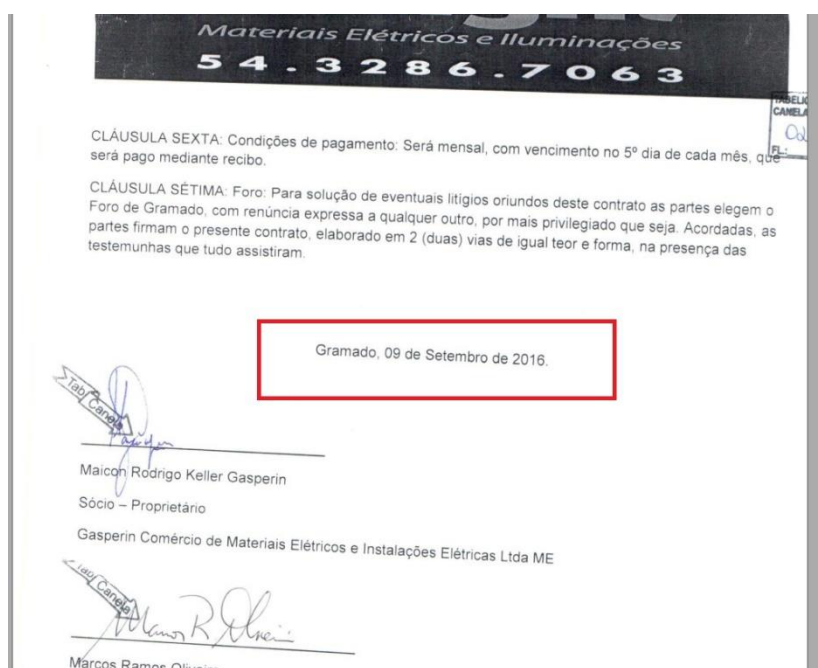 Materiais Elétricos e Iluminações
54.3286.7063
CANELA
FL.:
CLÁUSULA SEXTA: Condições de pagamento: Será mensal, com vencimento no 5º dia de cada mês, que
será pago mediante recibo.
CLÁUSULA SÉTIMA: Foro: Para solução de eventuais litígios oriundos deste contrato as partes elegem o
Foro de Gramado, com renúncia expressa a qualquer outro, por mais privilegiado que seja. Acordadas, as
partes firmam o presente contrato, elaborado em 2 (duas) vias de igual teor e forma, na presença das
testemunhas que tudo assistiram.
Gramado, 09 de Setembro de 2016.
Tab. Canela
Maicon Rodrigo Keller Gasperin
Sócio – Proprietário
Gasperin Comércio de Materiais Elétricos e Instalações Elétricas Ltda ME
Tab. Canela
Marcos Ramos